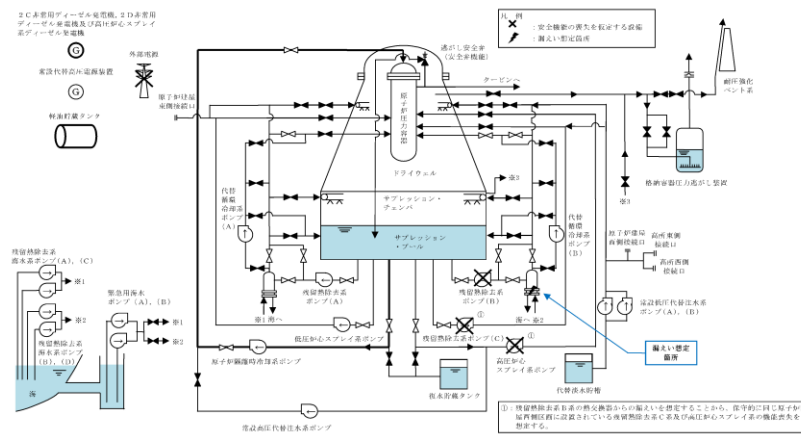 2C非常用ディーゼル発電機, 2D非常用
ディーゼル発電機及び高圧炉心スプレイ
系ディーゼル発電機
G
常設代替高圧電源装置
G
軽油貯蔵タンク
外部電源
原子炉建屋
東側接続口
凡 例
: 安全機能の喪失を仮定する設備
: 漏えい想定箇所
逃がし安全弁
(安全弁機能)
タービンへ
原子炉圧力容器
ドライウェル
サプレッション・
チェンバ
サプレッション・
プール
※3
耐圧強化
ベント系
格納容器圧力逃がし装置
※3
代替
循環
冷却系
ポンプ
(A)
代替
循環
冷却系
ポンプ
(B)
原子炉建屋
西側接続口
高所東側
接続口
高所西側
接続口
残留熱除去系
海水系ポンプ(A), (C)
※1
※2
残留熱除去系
海水系ポンプ
(B), (D)
海
緊急用海水
ポンプ(A), (B)
※1
※2
残留熱除去系
ポンプ(A)
残留熱除去系
ポンプ(B)
※1 海へ
海へ ※2
①
低圧炉心スプレイ系ポンプ
残留熱除去系ポンプ(C)
①
原子炉隔離時冷却系ポンプ
高圧炉心
スプレイ系ポンプ
常設低圧代替注水系
ポンプ(A), (B)
漏えい想定
箇所
復水貯蔵タンク
代替淡水貯槽
常設高圧代替注水系ポンプ
①: 残留熱除去系B系の熱交換器からの漏えいを想定することから, 保守的に同じ原子炉建
屋西側区画に設置されている残留熱除去系C系及び高圧炉心スプレイ系の機能喪失を
想定する。